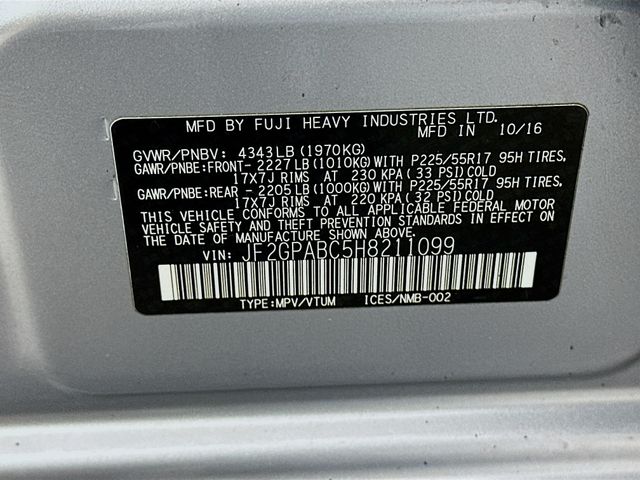 MFD BY FUJI HEAVY INDUSTRIES LTD.
MFD IN 10/16
GVWR/PNBV: 4343LB(1970KG)
GAWR/PNBE:FRONT-2227LB(1010KG)WITH P225/55R17 95H TIRES,
17X7J RIMS AT 230 KPA(33 PSI)COLD
GAWR/PNBE:REAR -2205LB(1000KG)WITH P225/55R17 95H TIRES,
17X7J RIMS AT 220 KPA(32 PSI)COLD
THIS VEHICLE CONFORMS TO ALL APPLICABLE FEDERAL MOTOR
VEHICLE SAFETY AND THEFT PREVENTION STANDARDS IN EFFECT ON
THE DATE OF MANUFACTURE SHOWN ABOVE.
VIN: JF2GPABC5H8211099
TYPE:MPV/VTUM ICES/NMB-002